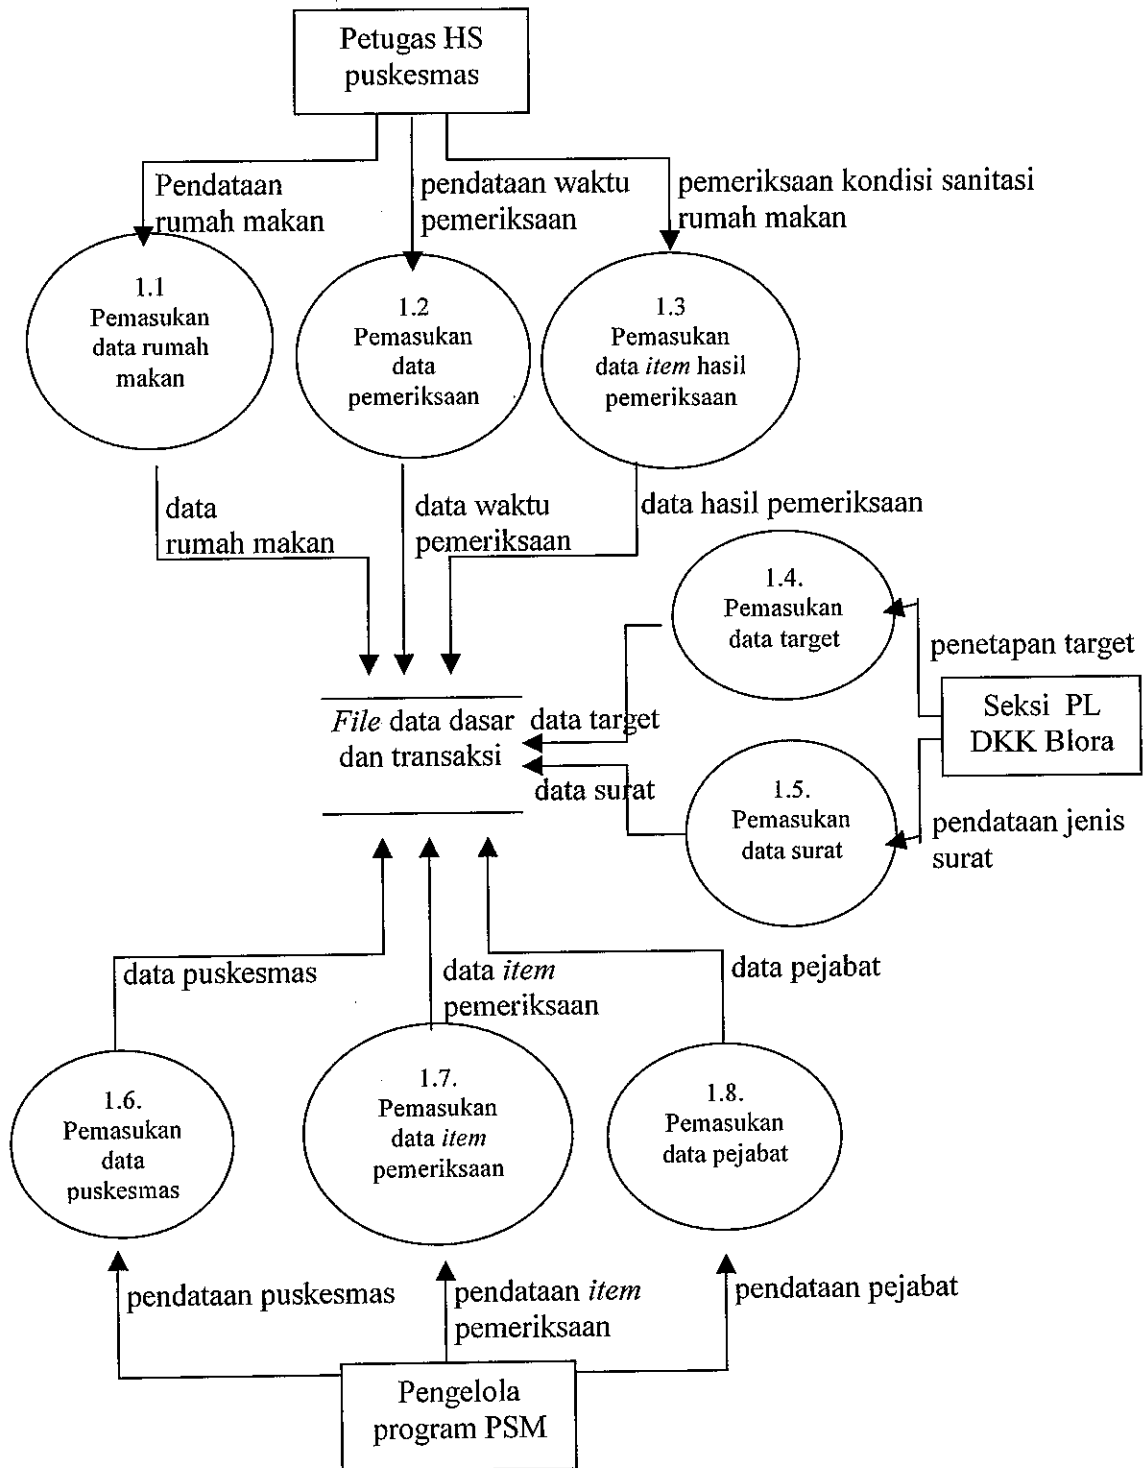 Petugas HS
puskesmas
Pendataan
rumah makan
pendataan waktu
pemeriksaan
pemeriksaan kondisi sanitasi
rumah makan
1.1
Pemasukan
data rumah
makan
1.2
Pemasukan
data
pemeriksaan
1.3
Pemasukan
data item hasil
pemeriksaan
data
rumah makan
data waktu
pemeriksaan
data hasil pemeriksaan
1.4.
Pemasukan
data target
penetapan target
Seksi PL
DKK Blora
File data dasar
dan transaksi
data target
data surat
1.5.
Pemasukan
data surat
pendataan jenis
surat
data puskesmas
data item
pemeriksaan
data pejabat
1.6.
Pemasukan
data
puskesmas
1.7.
Pemasukan
data item
pemeriksaan
1.8.
Pemasukan
data pejabat
pendataan puskesmas
pendataan item
pemeriksaan
pendataan pejabat
Pengelola
program PSM